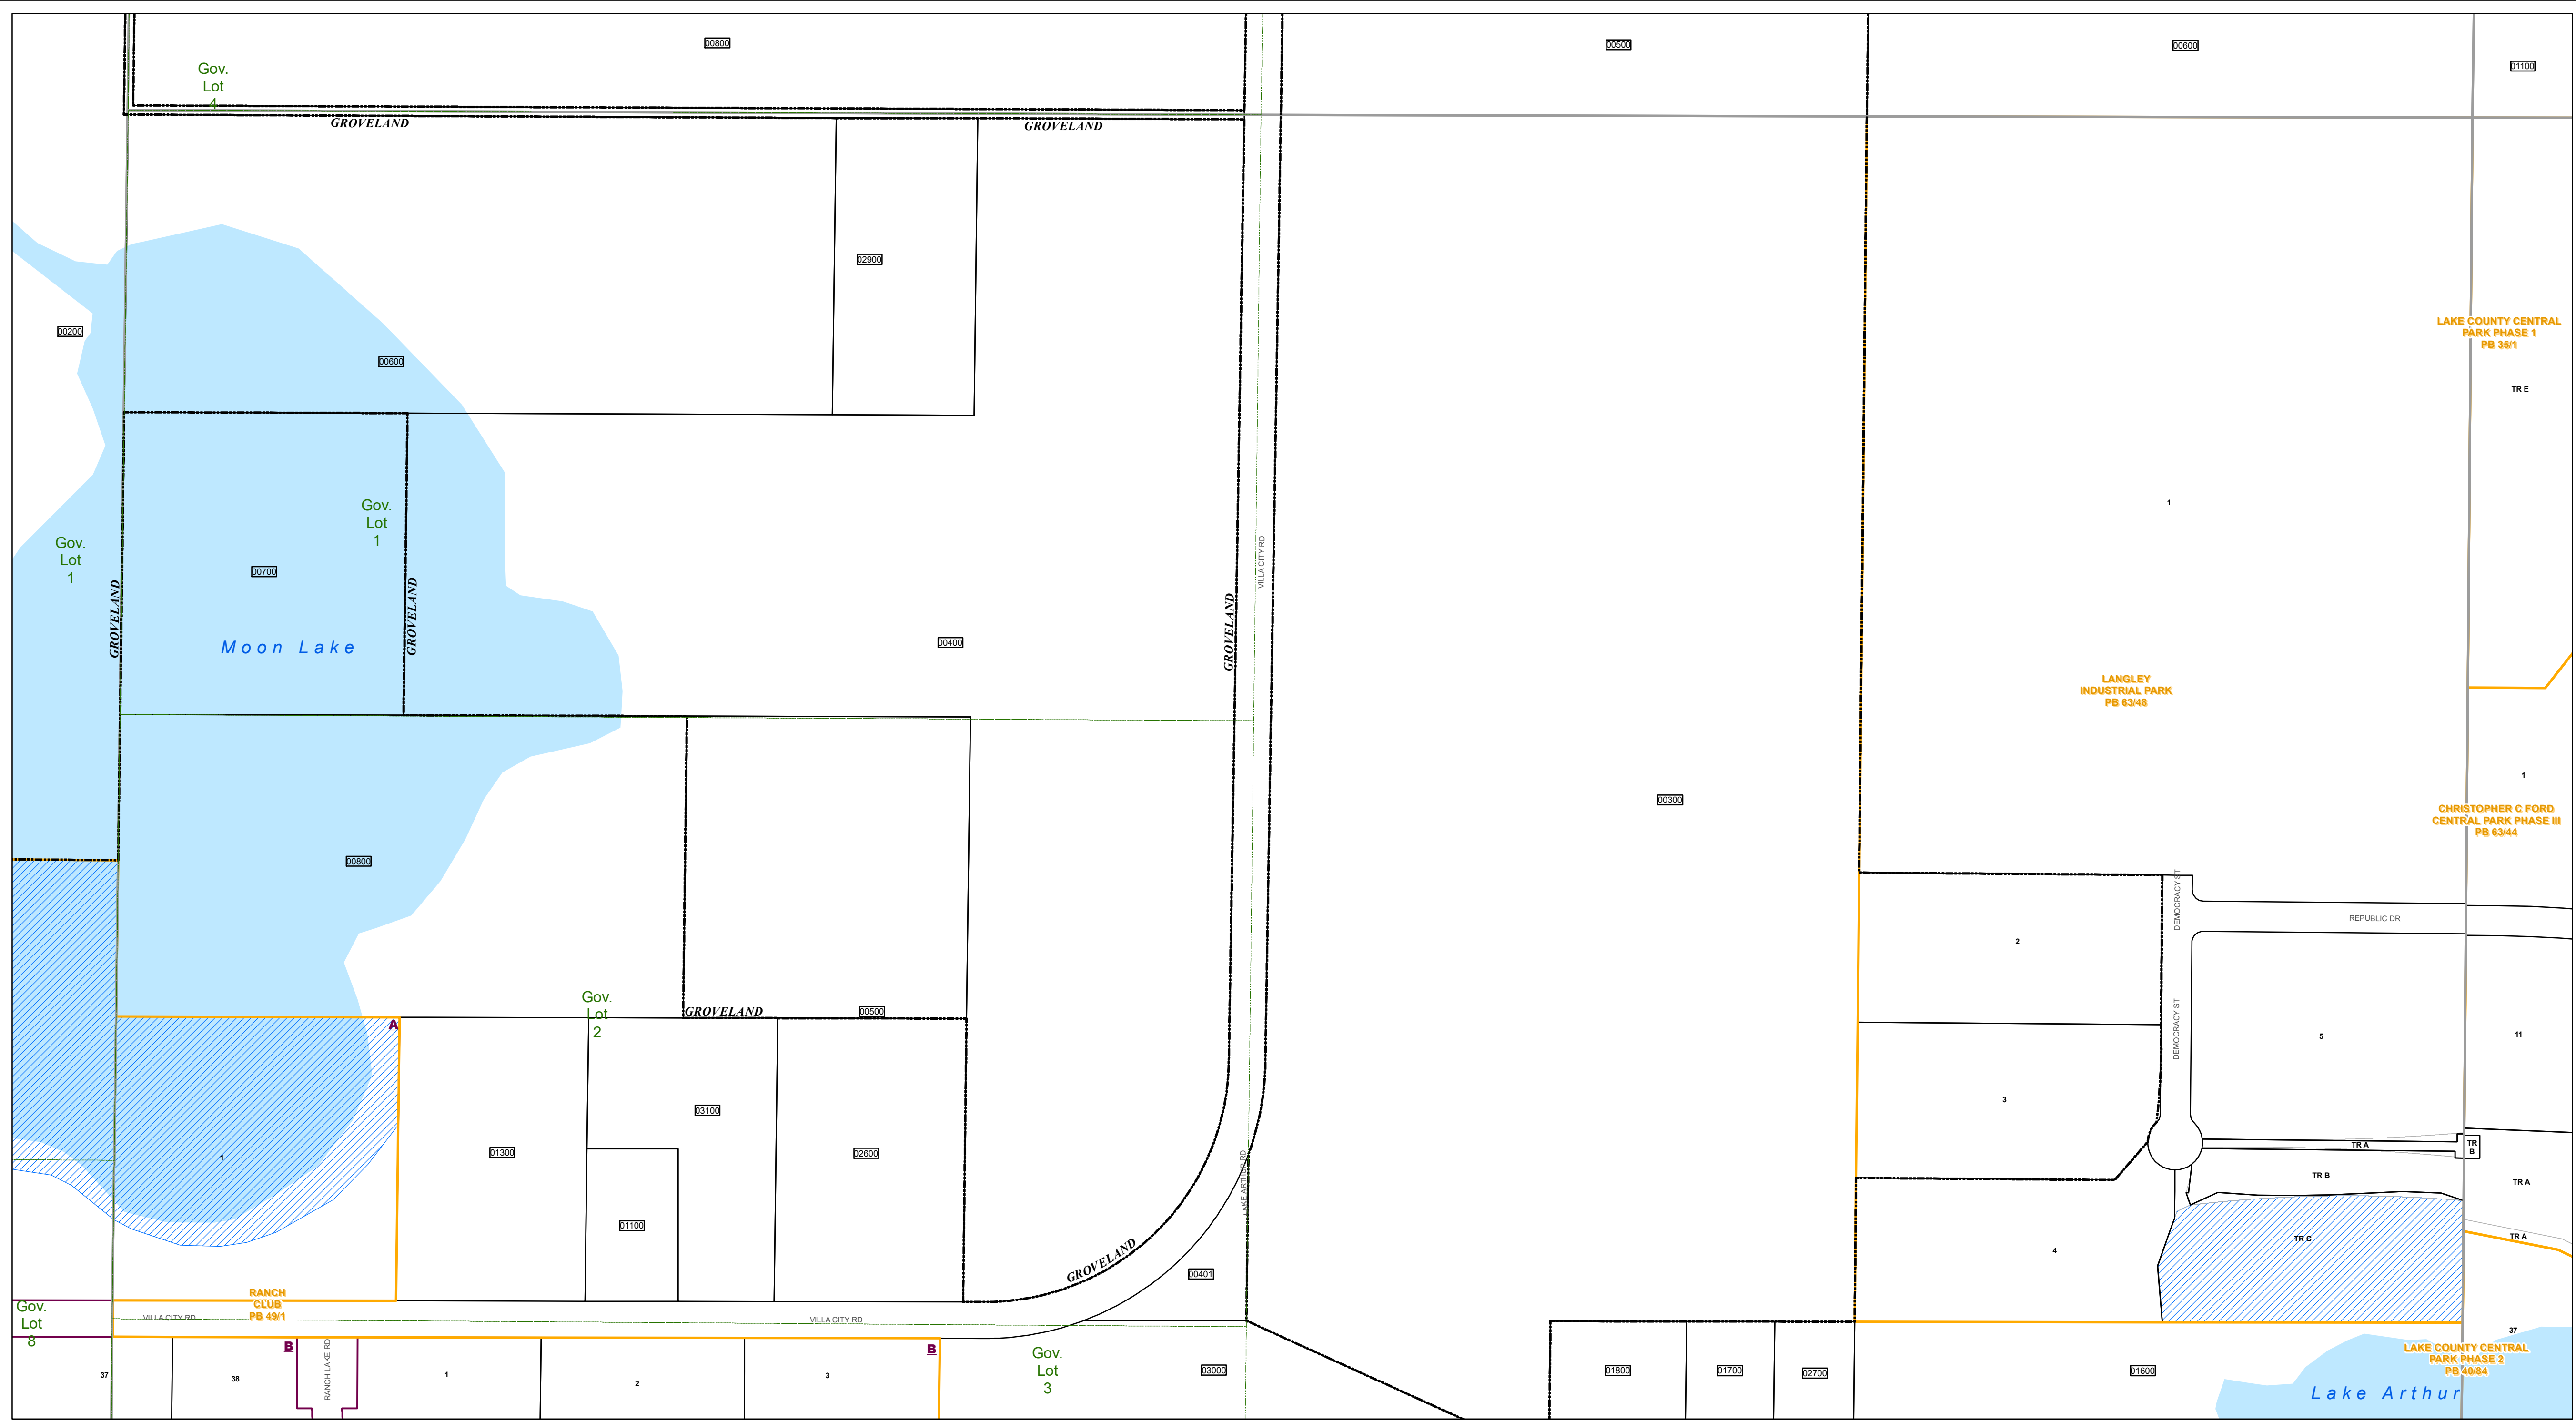 00800
00500
00600
01100
Gov.
Lot
4
GROVELAND
GROVELAND
02900
00200
00600
LAKE COUNTY CENTRAL
PARK PHASE 1
PB 35/1
TR E
Gov.
Lot
1
Gov.
Lot
1
1
VILLA CITY RD
00700
GROVELAND
GROVELAND
GROVELAND
Moon Lake
00400
LANGLEY
INDUSTRIAL PARK
PB 63/48
00300
1
CHRISTOPHER C FORD
CENTRAL PARK PHASE III
PB 63/44
00800
DEMOCRACY ST
REPUBLIC DR
2
Gov.
Lot
2
GROVELAND
00500
A
DEMOCRACY ST
5
11
3
03100
01300
02600
1
TR A
TR
B
LAKE ARTHUR RD
TR B
TR A
01100
TR C
TR A
4
GROVELAND
00401
RANCH
CLUB
PB 49/1
Gov.
Lot
8
VILLA CITY RD
VILLA CITY RD
37
B
B
RANCH LAKE RD
Gov.
Lot
3
LAKE COUNTY CENTRAL
PARK PHASE 2
PB 40/84
37
38
1
2
3
03000
01800
01700
02700
01600
Lake Arthur